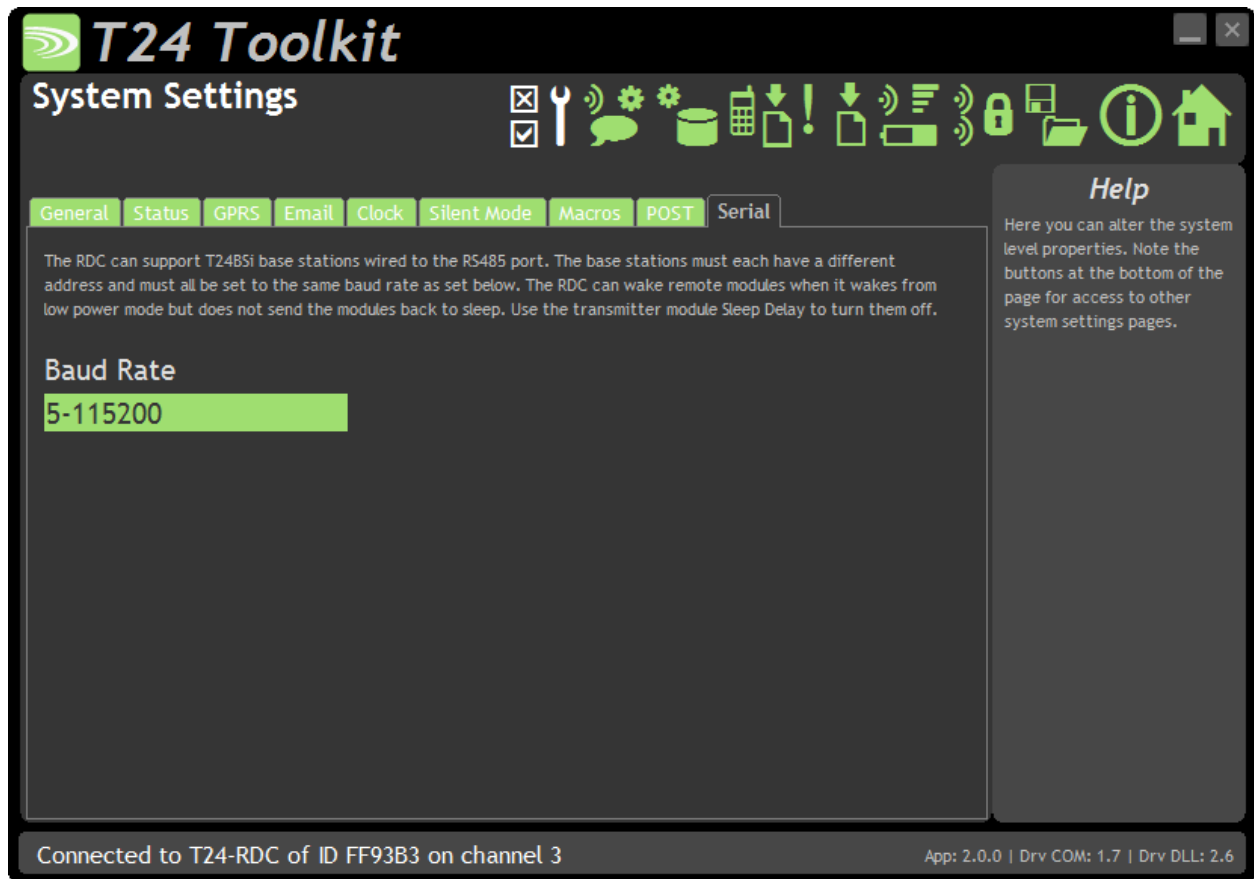 T24 Toolkit
System Settings
General Status GPRS Email Clock Silent Mode Macros POST Serial
The RDC can support T24BSi base stations wired to the RS485 port. The base stations must each have a different
address and must all be set to the same baud rate as set below. The RDC can wake remote modules when it wakes from
low power mode but does not send the modules back to sleep. Use the transmitter module Sleep Delay to turn them off.
Baud Rate
5-115200
Help
Here you can alter the system
level properties. Note the
buttons at the bottom of the
page for access to other
system settings pages.
Connected to T24-RDC of ID FF93B3 on channel 3
App: 2.0.0 | Drv COM: 1.7 | Drv DLL: 2.6